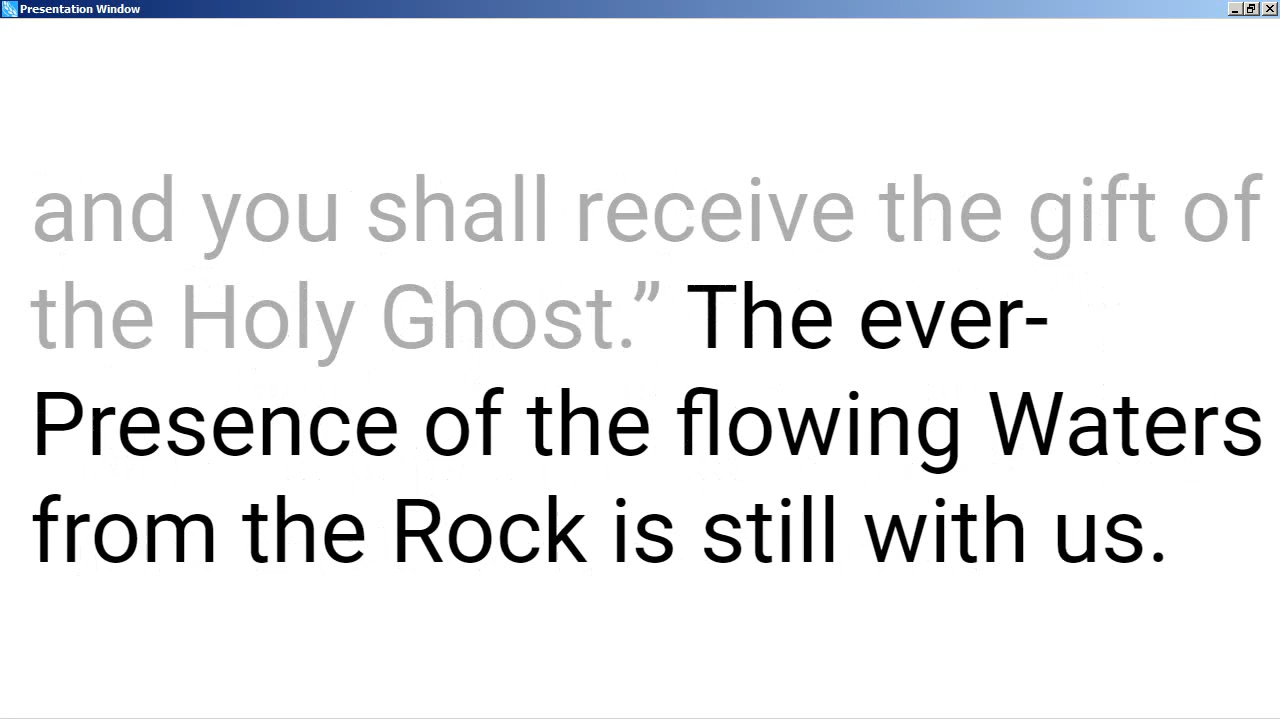 Presentation Window
and you shall receive the gift of
the Holy Ghost.” The ever-
Presence of the flowing Waters
from the Rock is still with us.